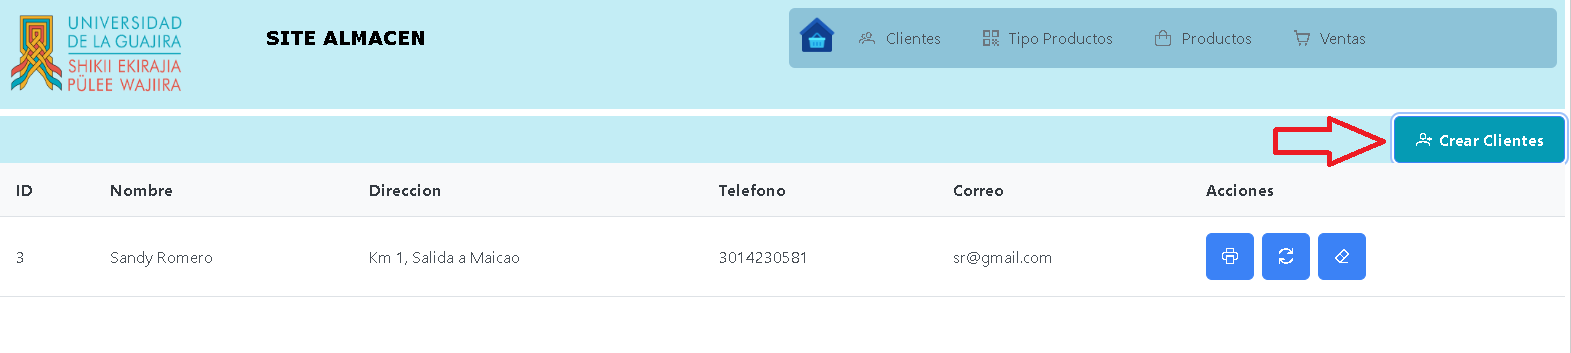 UNIVERSIDAD
DE LA GUAJIRA
SHIKII EKIRAJIA
PÜLEE WAJIIRA
SITE ALMACEN
Clientes Tipo Productos Productos Ventas
Crear Clientes
ID Nombre Direccion Telefono Correo Acciones
3 Sandy Romero Km 1, Salida a Maicao 3014230581 sr@gmail.com